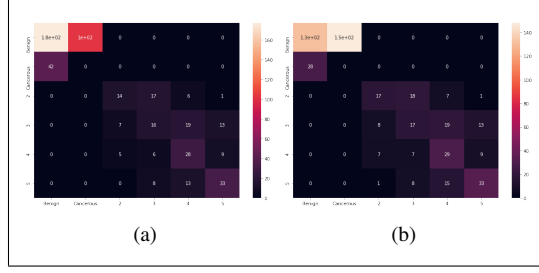 Benign 1.8e+02 1e+02 0 0 0 0
Cancerous 42 0 0 0 0 0
2 0 0 14 17 6 1
3 0 0 7 16 19 13
4 0 0 5 6 28 9
5 0 0 0 8 13 33
Benign Cancerous 2 3 4 5
160
140
120
100
80
60
40
20
0
(a)
Benign 1.3e+02 1.5e+02 0 0 0 0
Cancerous 28 0 0 0 0 0
2 0 0 17 18 7 1
3 0 0 8 17 19 13
4 0 0 7 7 29 9
5 0 0 1 8 15 33
Benign Cancerous 2 3 4 5
140
120
100
80
60
40
20
0
(b)